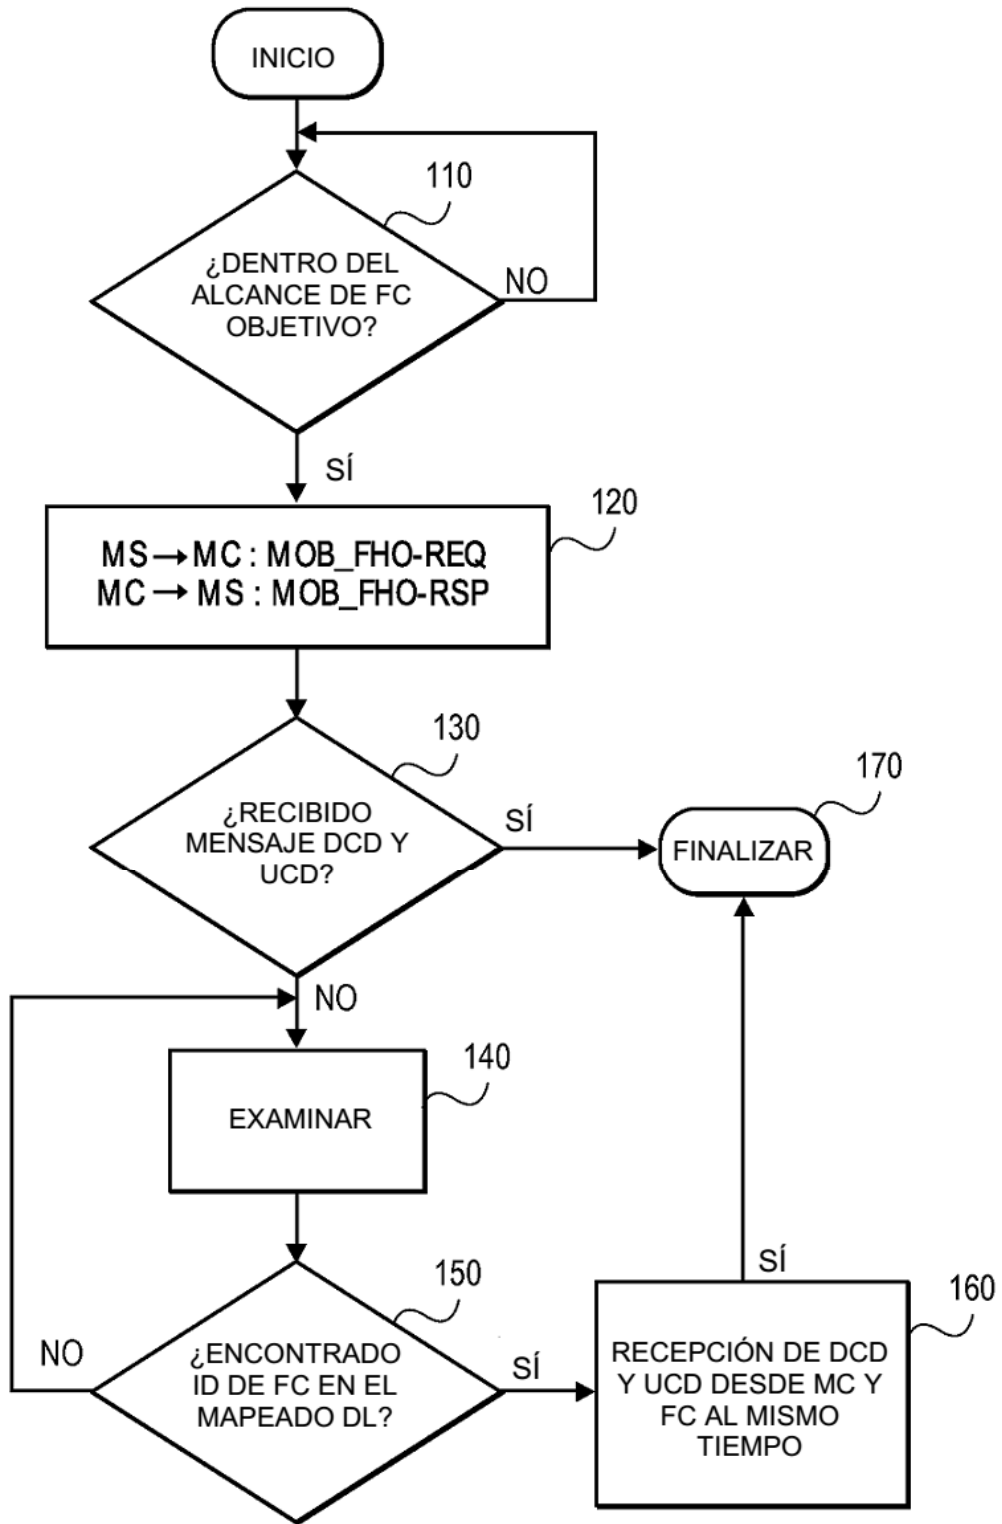 INICIO
110
¿DENTRO DEL
ALCANCE DE FC
OBJETIVO?
NO
SÍ
120
MS→MC : MOB_FHO-REQ
MC→ MS : MOB_FHO-RSP
130
¿RECIBIDO
MENSAJE DCD Y
UCD?
SÍ
170
FINALIZAR
NO
140
EXAMINAR
150
¿ENCONTRADO
ID DE FC EN EL
MAPEADO DL?
NO
SÍ
SÍ
160
RECEPCIÓN DE DCD
Y UCD DESDE MC Y
FC AL MISMO
TIEMPO